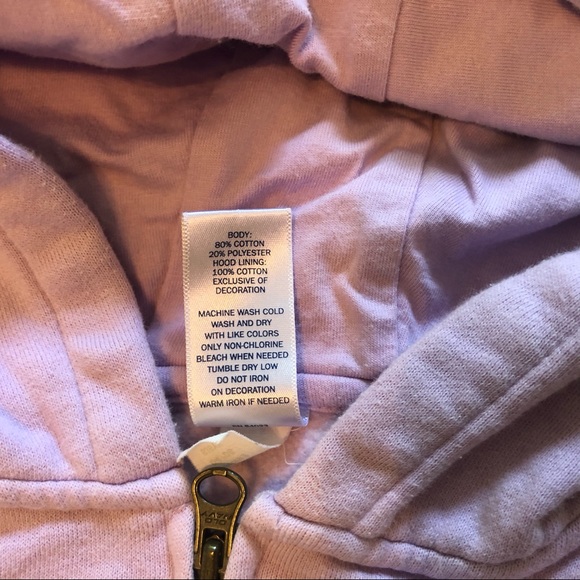 BODY:
80% COTTON
20% POLYESTER
HOOD LINING:
100% COTTON
EXCLUSIVE OF
DECORATION
MACHINE WASH COLD
WASH AND DRY
WITH LIKE COLORS
ONLY NON-CHLORINE
BLEACH WHEN NEEDED
TUMBLE DRY LOW
DO NOT IRON
ON DECORATION
WARM IRON IF NEEDED
OLD
NAVY